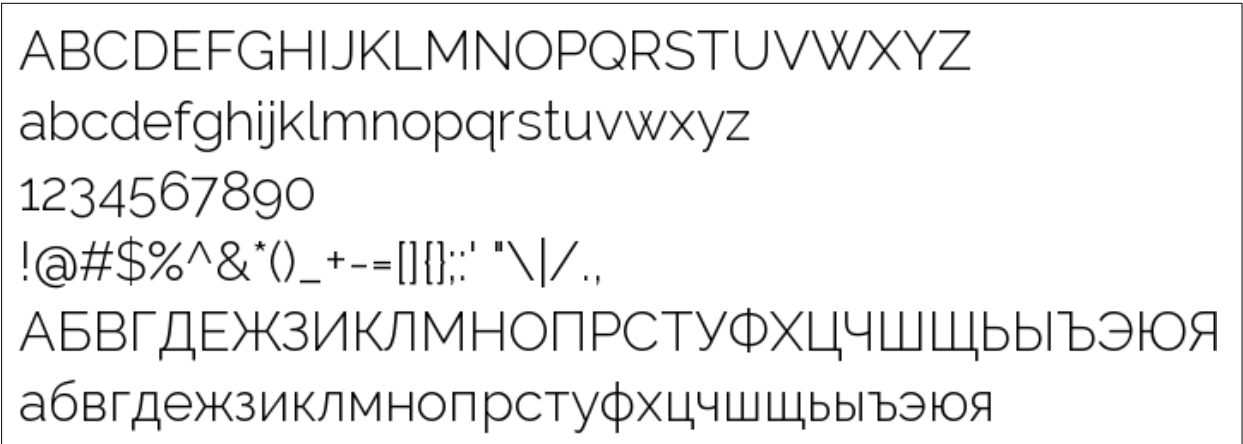 ABCDEFGHIJKLMNOPQRSTUVWXYZ
abcdefghijklmnopqrstuvwxyz
1234567890
!@#$%^&*()_+-=[]{};:' "\|/.,
АБВГДЕЖЗИКЛМНОПРСТУФХЦЧШЩЬЫЪЭЮЯ
абвгдежзиклмнопрстуфхцчшщьыъэюя